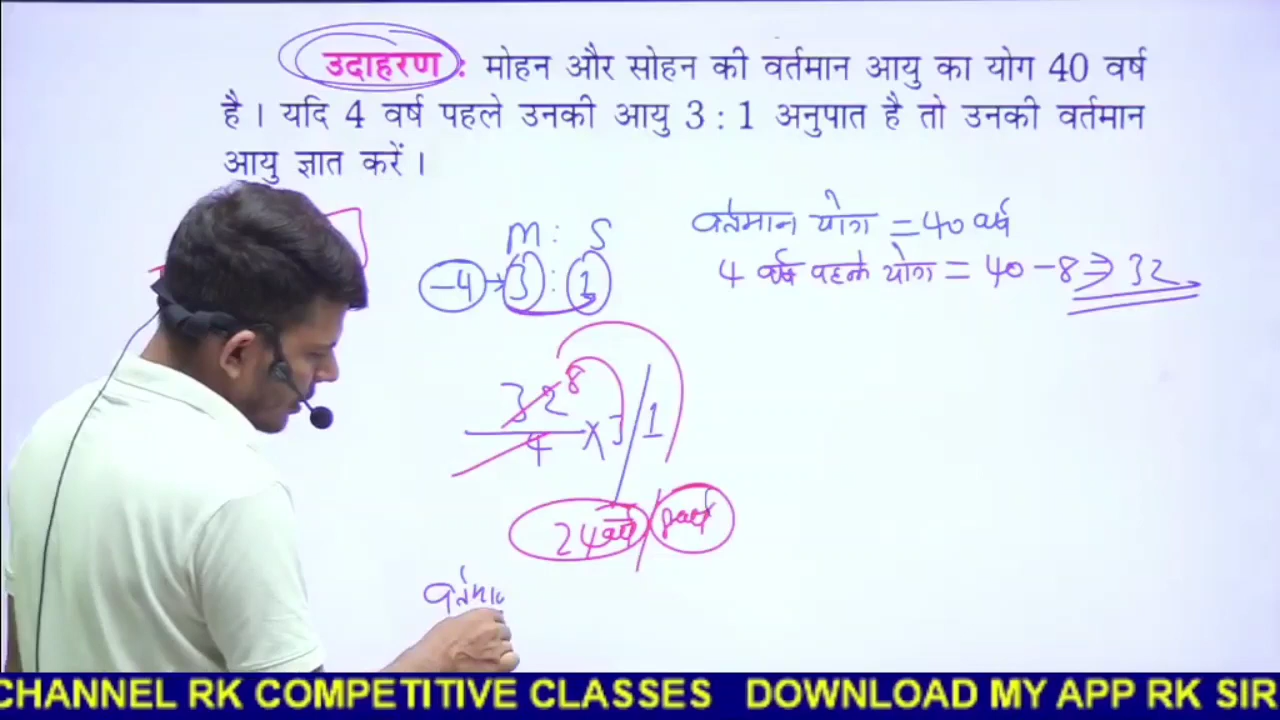 उदाहरण : मोहन और सोहन की वर्तमान आयु का योग 40 वर्ष
है । यदि 4 वर्ष पहले उनकी आयु 3 : 1 अनुपात है तो उनकी वर्तमान
आयु ज्ञात करें ।
वर्तमान योग = 40 वर्ष
4 वर्ष पहले योग = 40 - 8 ⇒ 32
M : S
-4 → 3 : 1
32 8
4 × 3 / 1
24 वर्ष / 8 वर्ष
वर्तमा
CHANNEL RK COMPETITIVE CLASSES DOWNLOAD MY APP RK SIR